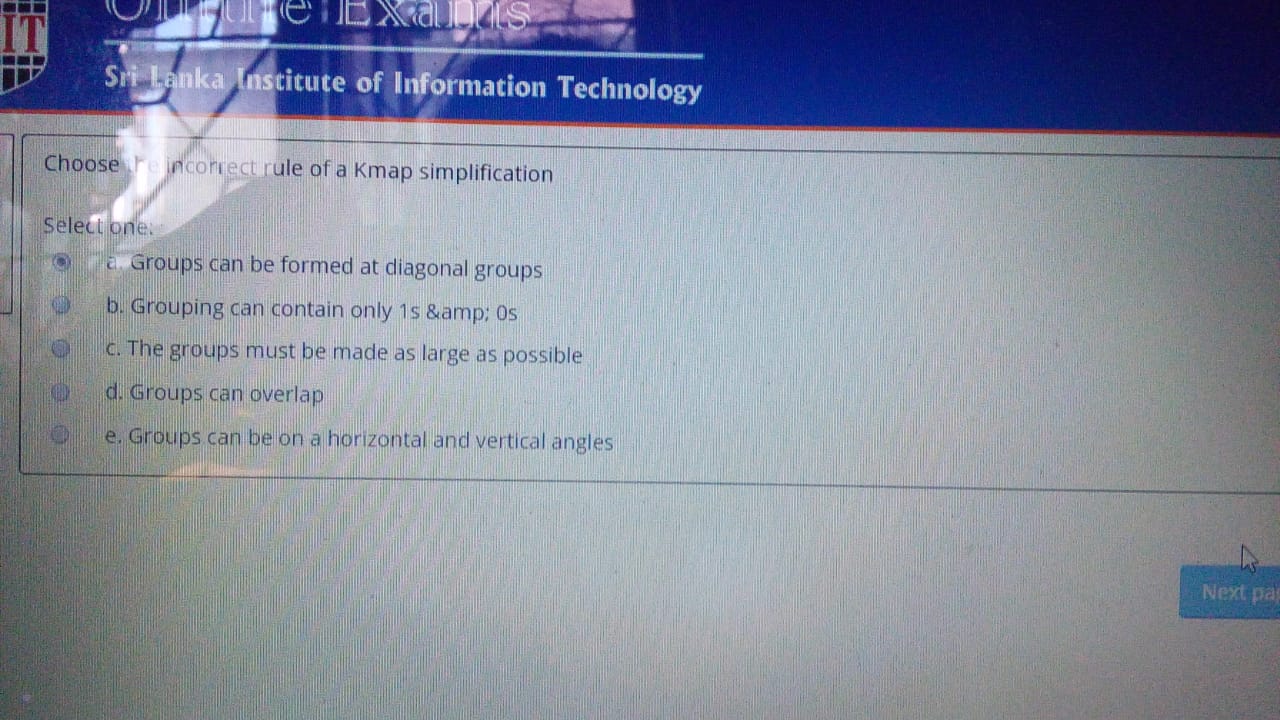 IT
Online Exams
Sri Lanka Institute of Information Technology
Choose the incorrect rule of a Kmap simplification
Select one:
a. Groups can be formed at diagonal groups
b. Grouping can contain only 1s &amp; 0s
c. The groups must be made as large as possible
d. Groups can overlap
e. Groups can be on a horizontal and vertical angles
Next pa